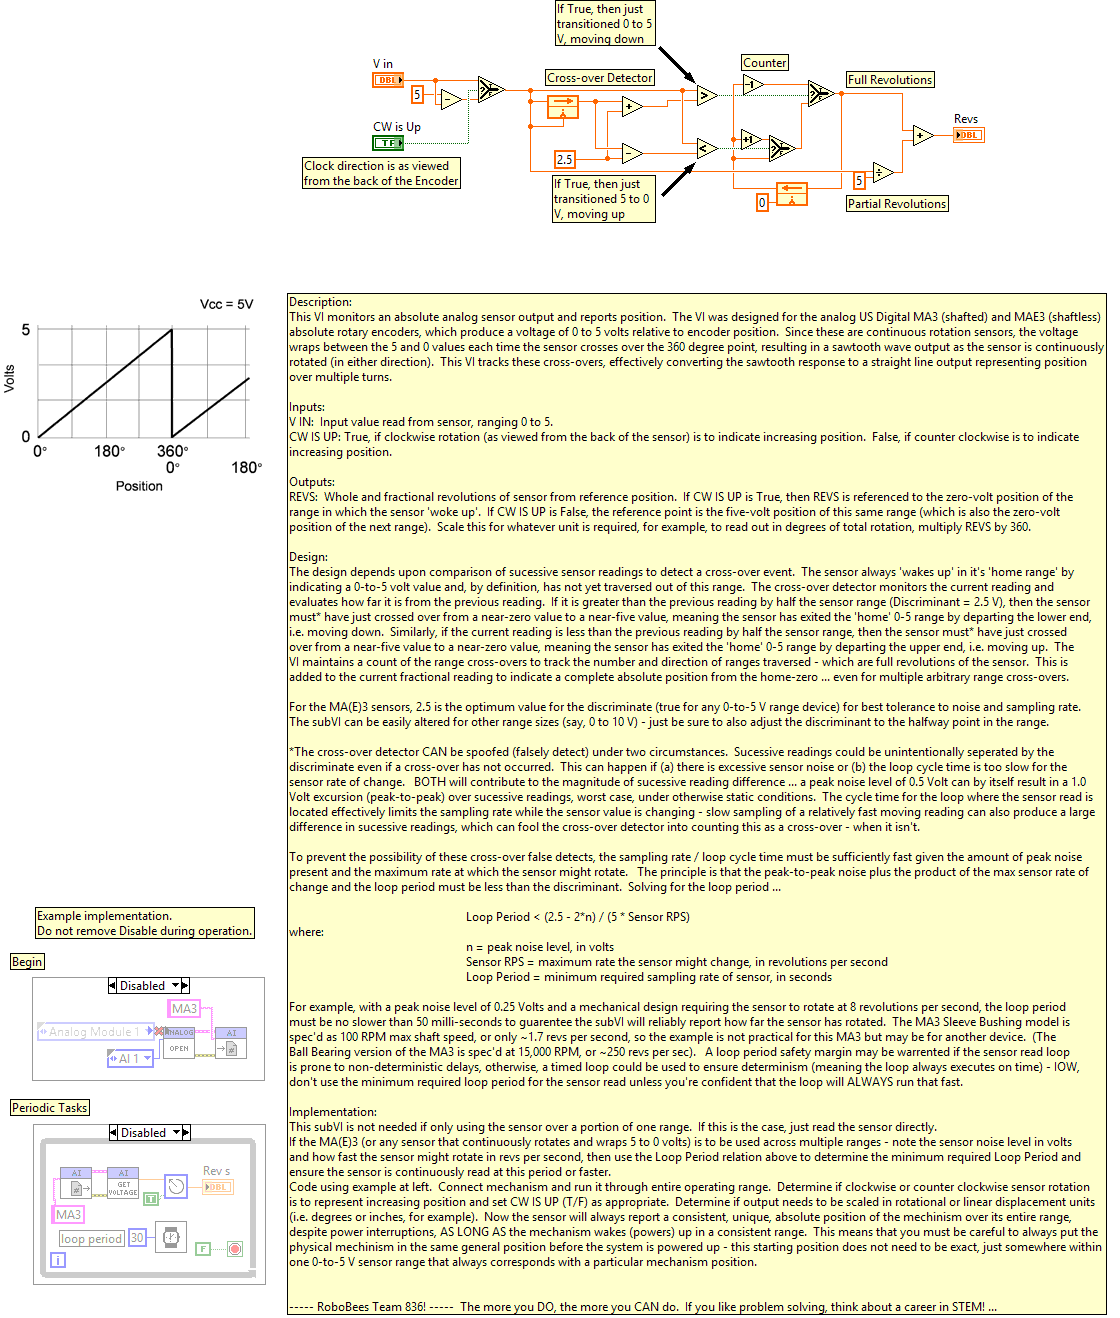 If True, then just
transitioned 0 to 5
V, moving down
V in
DBL
5
-
?
T
F
Cross-over Detector
Counter
-1
Full Revolutions
>
+
CW is Up
TF
2.5
-
<
+1
Revs
DBL
+
5
÷
Clock direction is as viewed
from the back of the Encoder
If True, then just
transitioned 5 to 0
V, moving up
0
Partial Revolutions
Vcc = 5V
5
Volts
0
0°
180°
360°
0°
180°
Position
Description:
This VI monitors an absolute analog sensor output and reports position. The VI was designed for the analog US Digital MA3 (shafted) and MAE3 (shaftless)
absolute rotary encoders, which produce a voltage of 0 to 5 volts relative to encoder position. Since these are continuous rotation sensors, the voltage
wraps between the 5 and 0 values each time the sensor crosses over the 360 degree point, resulting in a sawtooth wave output as the sensor is continuously
rotated (in either direction). This VI tracks these cross-overs, effectively converting the sawtooth response to a straight line output representing position
over multiple turns.
Inputs:
V IN: Input value read from sensor, ranging 0 to 5.
CW IS UP: True, if clockwise rotation (as viewed from the back of the sensor) is to indicate increasing position. False, if counter clockwise is to indicate
increasing position.
Outputs:
REVS: Whole and fractional revolutions of sensor from reference position. If CW IS UP is True, then REVS is referenced to the zero-volt position of the
range in which the sensor 'woke up'. If CW IS UP is False, the reference point is the five-volt position of this same range (which is also the zero-volt
position of the next range). Scale this for whatever unit is required, for example, to read out in degrees of total rotation, multiply REVS by 360.
Design:
The design depends upon comparison of sucessive sensor readings to detect a cross-over event. The sensor always 'wakes up' in it's 'home range' by
indicating a 0-to-5 volt value and, by definition, has not yet traversed out of this range. The cross-over detector monitors the current reading and
evaluates how far it is from the previous reading. If it is greater than the previous reading by half the sensor range (Discriminant = 2.5 V), then the sensor
must* have just crossed over from a near-zero value to a near-five value, meaning the sensor has exited the 'home' 0-5 range by departing the lower end,
i.e. moving down. Similarly, if the current reading is less than the previous reading by half the sensor range, then the sensor must* have just crossed
over from a near-five value to a near-zero value, meaning the sensor has exited the 'home' 0-5 range by departing the upper end, i.e. moving up. The
VI maintains a count of the range cross-overs to track the number and direction of ranges traversed - which are full revolutions of the sensor. This is
added to the current fractional reading to indicate a complete absolute position from the home-zero ... even for multiple arbitrary range cross-overs.
For the MA(E)3 sensors, 2.5 is the optimum value for the discriminate (true for any 0-to-5 V range device) for best tolerance to noise and sampling rate.
The subVI can be easily altered for other range sizes (say, 0 to 10 V) - just be sure to also adjust the discriminant to the halfway point in the range.
*The cross-over detector CAN be spoofed (falsely detect) under two circumstances. Sucessive readings could be unintentionally seperated by the
discriminate even if a cross-over has not occurred. This can happen if (a) there is excessive sensor noise or (b) the loop cycle time is too slow for the
sensor rate of change. BOTH will contribute to the magnitude of sucessive reading difference ... a peak noise level of 0.5 Volt can by itself result in a 1.0
Volt excursion (peak-to-peak) over sucessive readings, worst case, under otherwise static conditions. The cycle time for the loop where the sensor read is
located effectively limits the sampling rate while the sensor value is changing - slow sampling of a relatively fast moving reading can also produce a large
difference in sucessive readings, which can fool the cross-over detector into counting this as a cross-over - when it isn't.
To prevent the possibility of these cross-over false detects, the sampling rate / loop cycle time must be sufficiently fast given the amount of peak noise
present and the maximum rate at which the sensor might rotate. The principle is that the peak-to-peak noise plus the product of the max sensor rate of
change and the loop period must be less than the discriminant. Solving for the loop period ...
Loop Period < (2.5 - 2*n) / (5 * Sensor RPS)
where:
n = peak noise level, in volts
Sensor RPS = maximum rate the sensor might change, in revolutions per second
Loop Period = minimum required sampling rate of sensor, in seconds
For example, with a peak noise level of 0.25 Volts and a mechanical design requiring the sensor to rotate at 8 revolutions per second, the loop period
must be no slower than 50 milli-seconds to guarentee the subVI will reliably report how far the sensor has rotated. The MA3 Sleeve Bushing model is
spec'd as 100 RPM max shaft speed, or only ~1.7 revs per second, so the example is not practical for this MA3 but may be for another device. (The
Ball Bearing version of the MA3 is spec'd at 15,000 RPM, or ~250 revs per sec). A loop period safety margin may be warrented if the sensor read loop
is prone to non-deterministic delays, otherwise, a timed loop could be used to ensure determinism (meaning the loop always executes on time) - IOW,
don't use the minimum required loop period for the sensor read unless you're confident that the loop will ALWAYS run that fast.
Implementation:
This subVI is not needed if only using the sensor over a portion of one range. If this is the case, just read the sensor directly.
If the MA(E)3 (or any sensor that continuously rotates and wraps 5 to 0 volts) is to be used across multiple ranges - note the sensor noise level in volts
and how fast the sensor might rotate in revs per second, then use the Loop Period relation above to determine the minimum required Loop Period and
ensure the sensor is continuously read at this period or faster.
Code using example at left. Connect mechanism and run it through entire operating range. Determine if clockwise or counter clockwise sensor rotation
is to represent increasing position and set CW IS UP (T/F) as appropriate. Determine if output needs to be scaled in rotational or linear displacement units
(i.e. degrees or inches, for example). Now the sensor will always report a consistent, unique, absolute position of the mechinism over its entire range,
despite power interruptions, AS LONG AS the mechanism wakes (powers) up in a consistent range. This means that you must be careful to always put the
physical mechinism in the same general position before the system is powered up - this starting position does not need to be exact, just somewhere within
one 0-to-5 V sensor range that always corresponds with a particular mechanism position.
----- RoboBees Team 836! ----- The more you DO, the more you CAN do. If you like problem solving, think about a career in STEM! ...
Example implementation.
Do not remove Disable during operation.
Begin
Disabled
MA3
Analog Module 1
ANALOG
OPEN
AI
#
AI 1
Periodic Tasks
Disabled
AI
#
AI
GET
VOLTAGE
T
Rev s
DBL
MA3
loop period
30
F
i